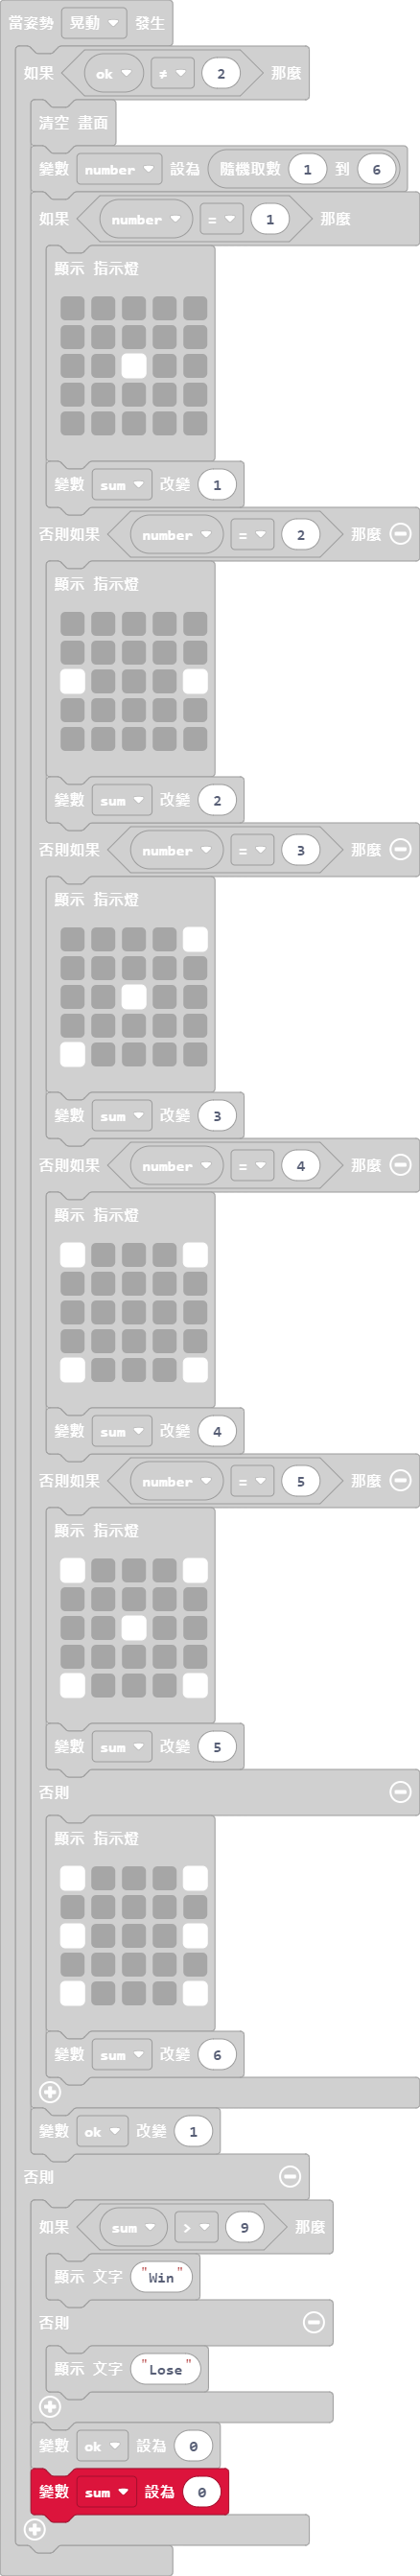 當姿勢 晃動 發生
如果 ok ≠ 2 那麼
清空 畫面
變數 number 設為 隨機取數 1 到 6
如果 number = 1 那麼
顯示 指示燈
變數 sum 改變 1
否則如果 number = 2 那麼
顯示 指示燈
變數 sum 改變 2
否則如果 number = 3 那麼
顯示 指示燈
變數 sum 改變 3
否則如果 number = 4 那麼
顯示 指示燈
變數 sum 改變 4
否則如果 number = 5 那麼
顯示 指示燈
變數 sum 改變 5
否則
顯示 指示燈
變數 sum 改變 6
變數 ok 改變 1
否則
如果 sum > 9 那麼
顯示 文字 "Win"
否則
顯示 文字 "Lose"
變數 ok 設為 0
變數 sum 設為 0